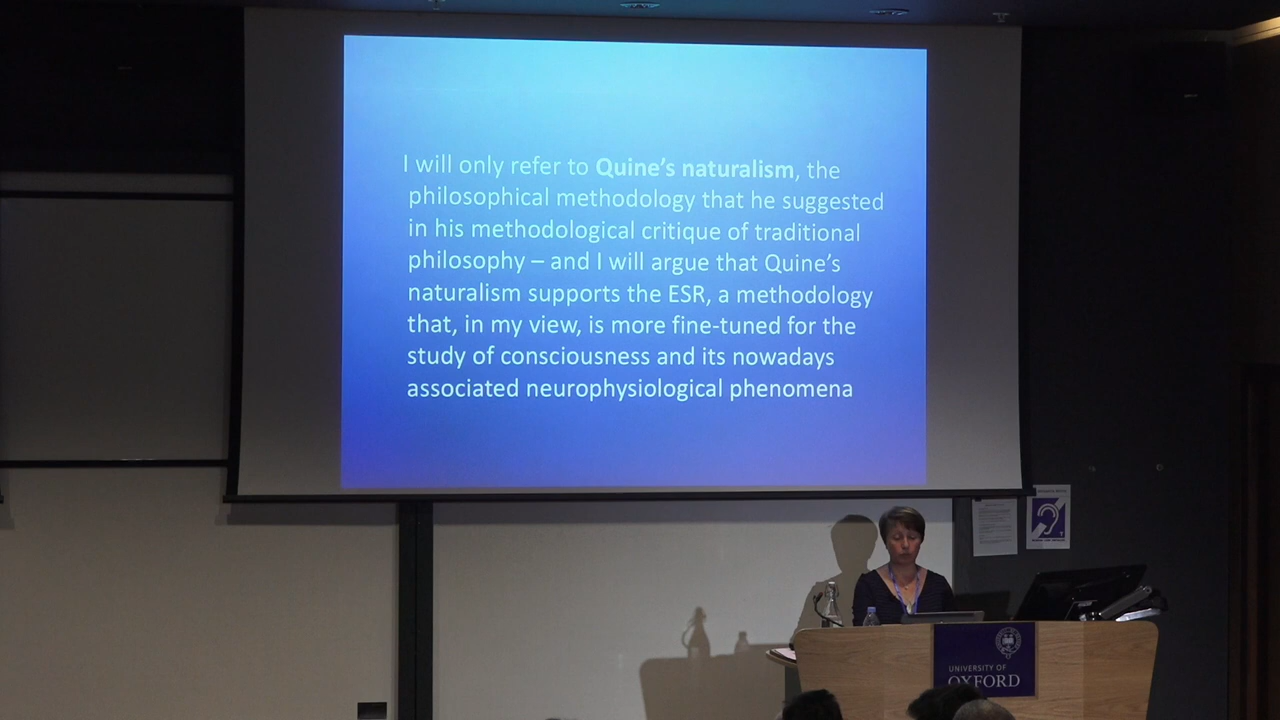 I will only refer to Quine's naturalism, the
philosophical methodology that he suggested
in his methodological critique of traditional
philosophy – and I will argue that Quine's
naturalism supports the ESR, a methodology
that, in my view, is more fine-tuned for the
study of consciousness and its nowadays
associated neurophysiological phenomena
UNIVERSITY OF
OXFORD